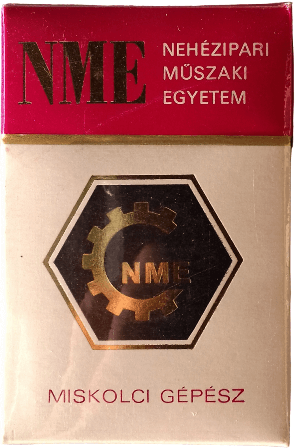 NME
NEHÉZIPARI
MŰSZAKI
EGYETEM
NME
MISKOLCI GÉPÉSZ